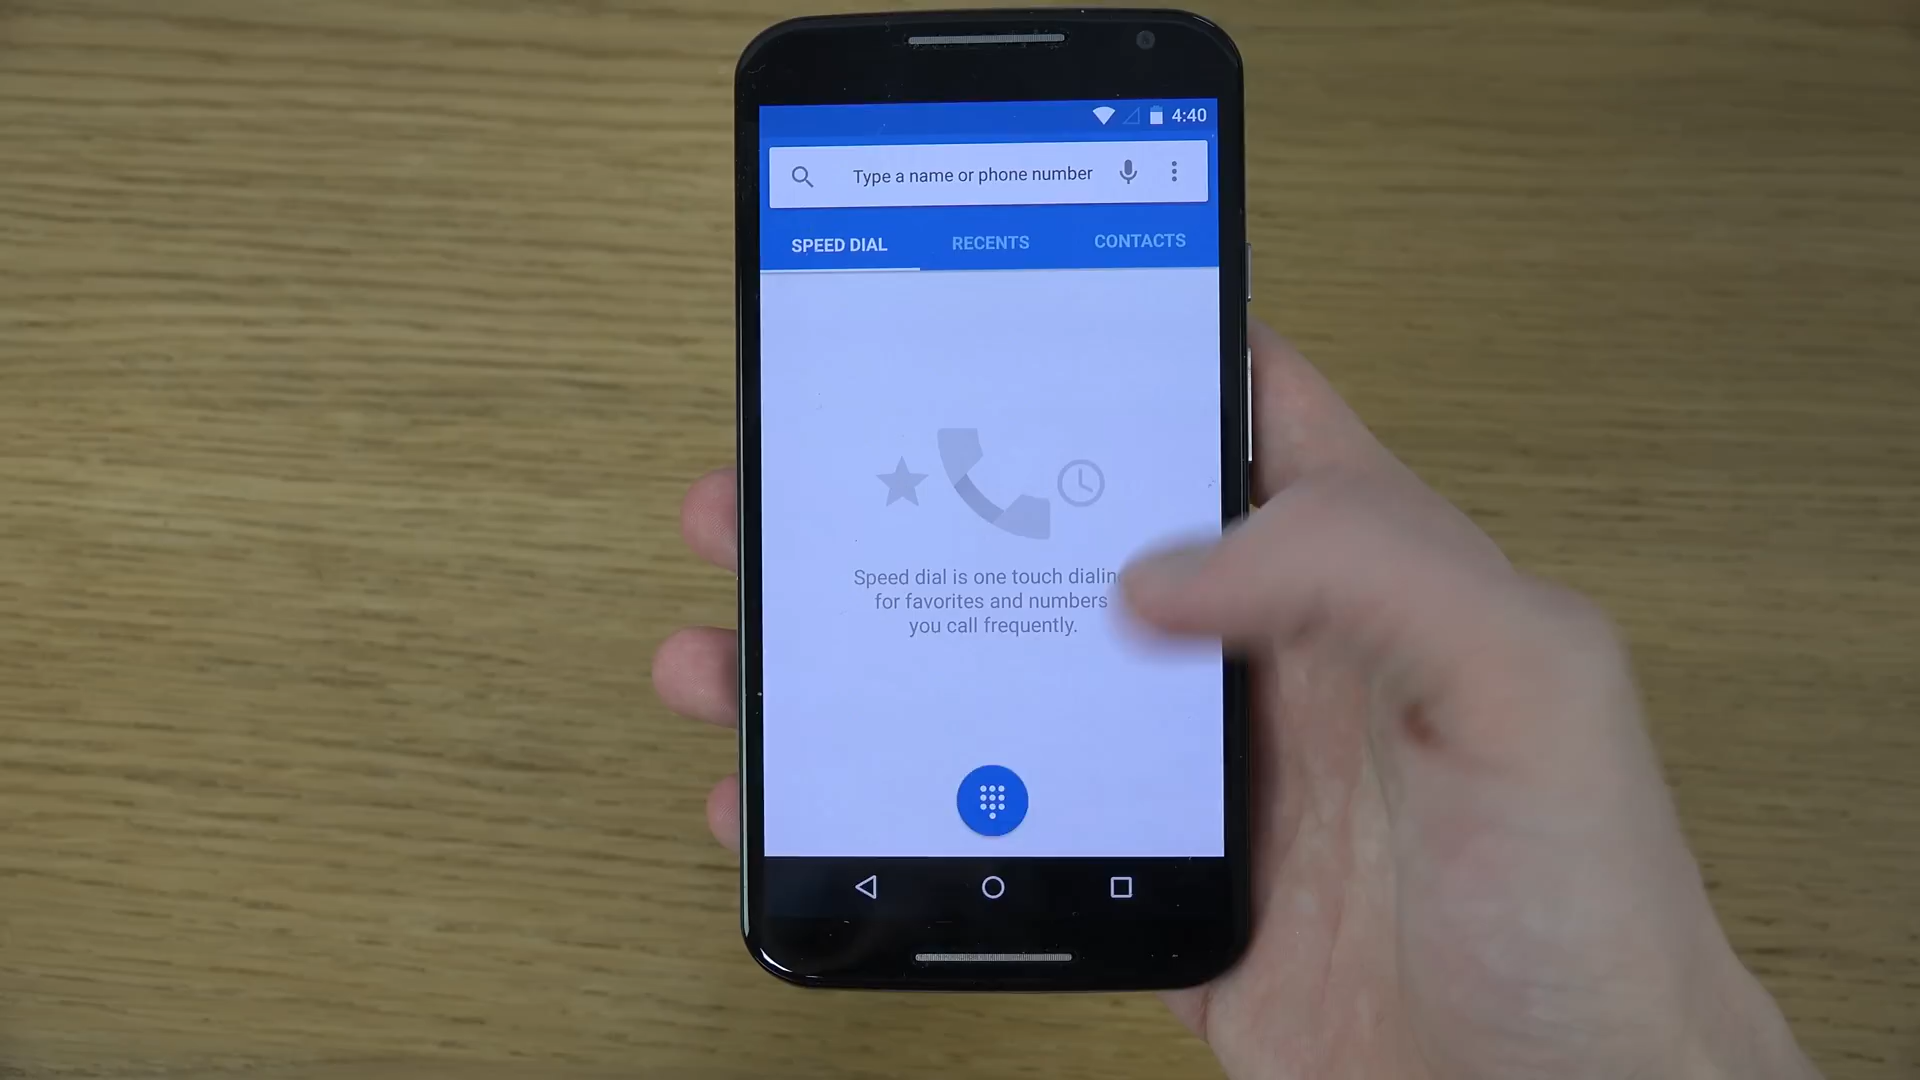 4:40
Type a name or phone number
SPEED DIAL
RECENTS
CONTACTS
Speed dial is one touch dialin
for favorites and numbers
you call frequently.